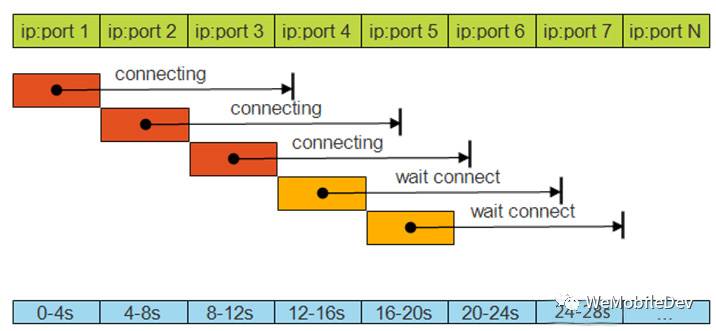 ip:port 1 ip:port 2 ip:port 3 ip:port 4 ip:port 5 ip:port 6 ip:port 7 ip:port N
connecting
connecting
connecting
wait connect
wait connect
WeMobileDev
0-4s 4-8s 8-12s 12-16s 16-20s 20-24s 24-28s ...